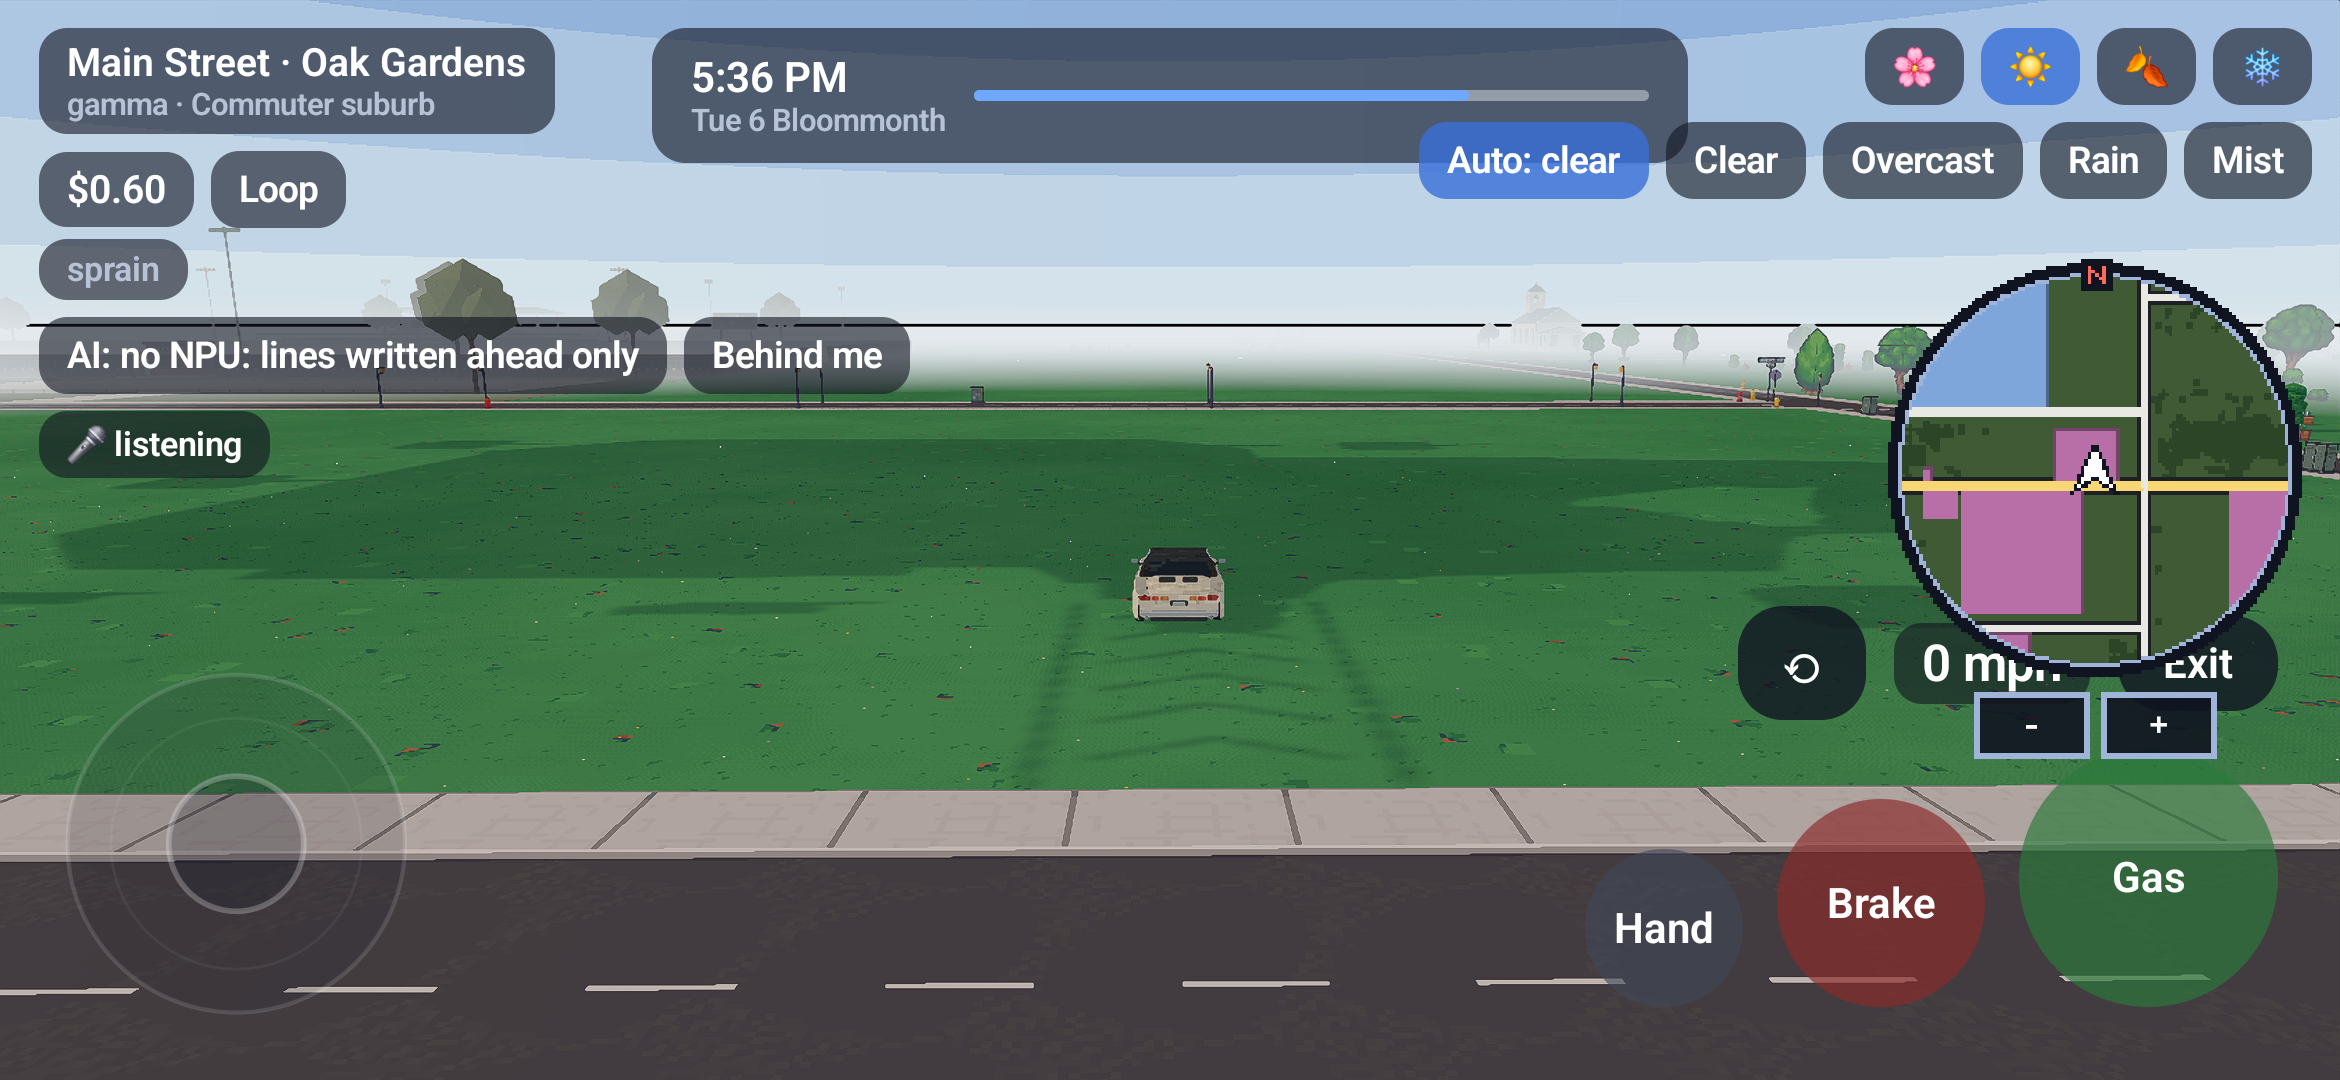 Main Street · Oak Gardens
gamma · Commuter suburb
5:36 PM
Tue 6 Bloommonth
Auto: clear
Clear
Overcast
Rain
Mist
$0.60
Loop
sprain
AI: no NPU: lines written ahead only
Behind me
listening
N
0 mph
Exit
-
+
Hand
Brake
Gas